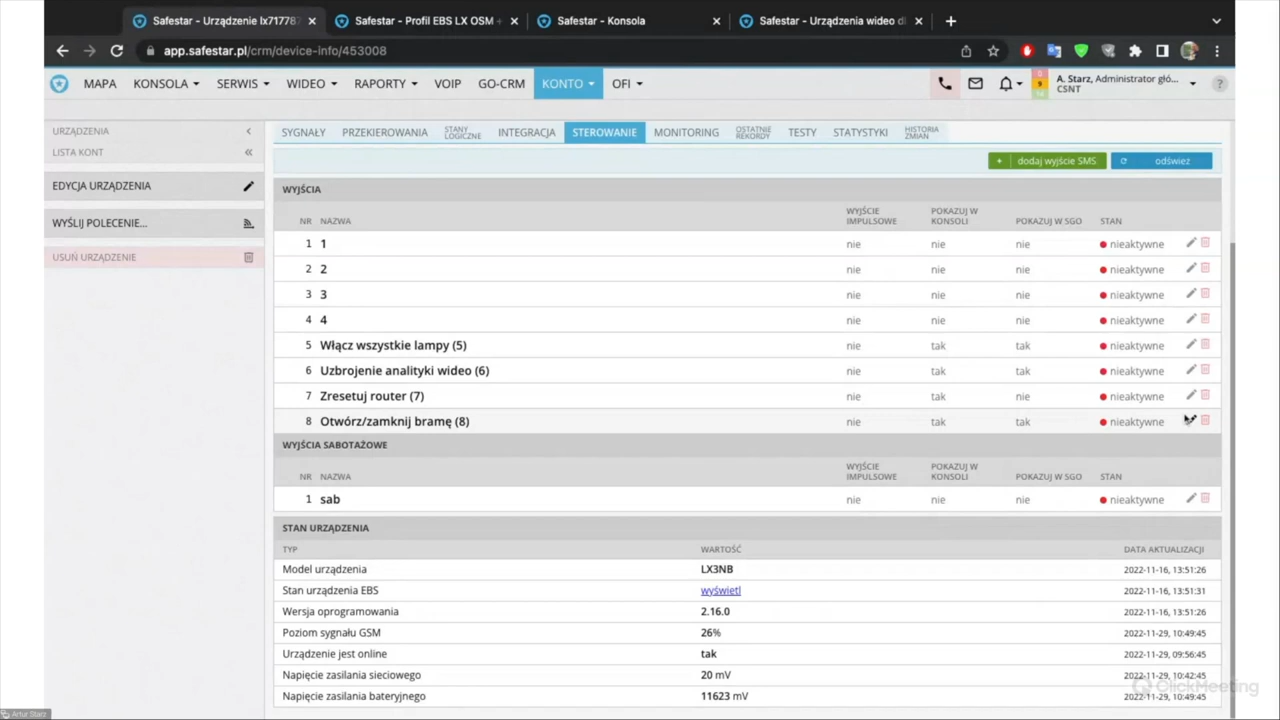 Safestar - Urządzenie lx71778
Safestar - Profil EBS LX OSM +
Safestar - Konsola
Safestar - Urządzenia wideo d
app.safestar.pl/crm/device-info/453008
MAPA KONSOLA SERWIS WIDEO RAPORTY VOIP GO-CRM KONTO OFI
A. Starz, Administrator głó...
CSNT
URZĄDZENIA
LISTA KONT
EDYCJA URZĄDZENIA
WYŚLIJ POLECENIE...
USUŃ URZĄDZENIE
SYGNAŁY PRZEKIEROWANIA STANY LOGICZNE INTEGRACJA STEROWANIE MONITORING OSTATNIE REKORDY TESTY STATYSTYKI HISTORIA ZMIAN
+ dodaj wyjście SMS odśwież
WYJŚCIA
NR NAZWA WYJŚCIE IMPULSOWE POKAZUJ W KONSOLI POKAZUJ W SGO STAN
1 1 nie nie nie nieaktywne
2 2 nie nie nie nieaktywne
3 3 nie nie nie nieaktywne
4 4 nie nie nie nieaktywne
5 Włącz wszystkie lampy (5) nie tak tak nieaktywne
6 Uzbrojenie analityki wideo (6) nie tak tak nieaktywne
7 Zresetuj router (7) nie tak nie nieaktywne
8 Otwórz/zamknij bramę (8) nie tak tak nieaktywne
WYJŚCIA SABOTAŻOWE
NR NAZWA WYJŚCIE IMPULSOWE POKAZUJ W KONSOLI POKAZUJ W SGO STAN
1 sab nie nie nie nieaktywne
STAN URZĄDZENIA
TYP WARTOŚĆ DATA AKTUALIZACJI
Model urządzenia LX3NB 2022-11-16, 13:51:26
Stan urządzenia EBS wyświetl 2022-11-16, 13:51:31
Wersja oprogramowania 2.16.0 2022-11-16, 13:51:26
Poziom sygnału GSM 26% 2022-11-29, 10:49:45
Urządzenie jest online tak 2022-11-29, 09:56:45
Napięcie zasilania sieciowego 20 mV 2022-11-29, 10:42:45
Napięcie zasilania bateryjnego 11623 mV 2022-11-29, 10:49:45
ClickMeeting
Artur Starz